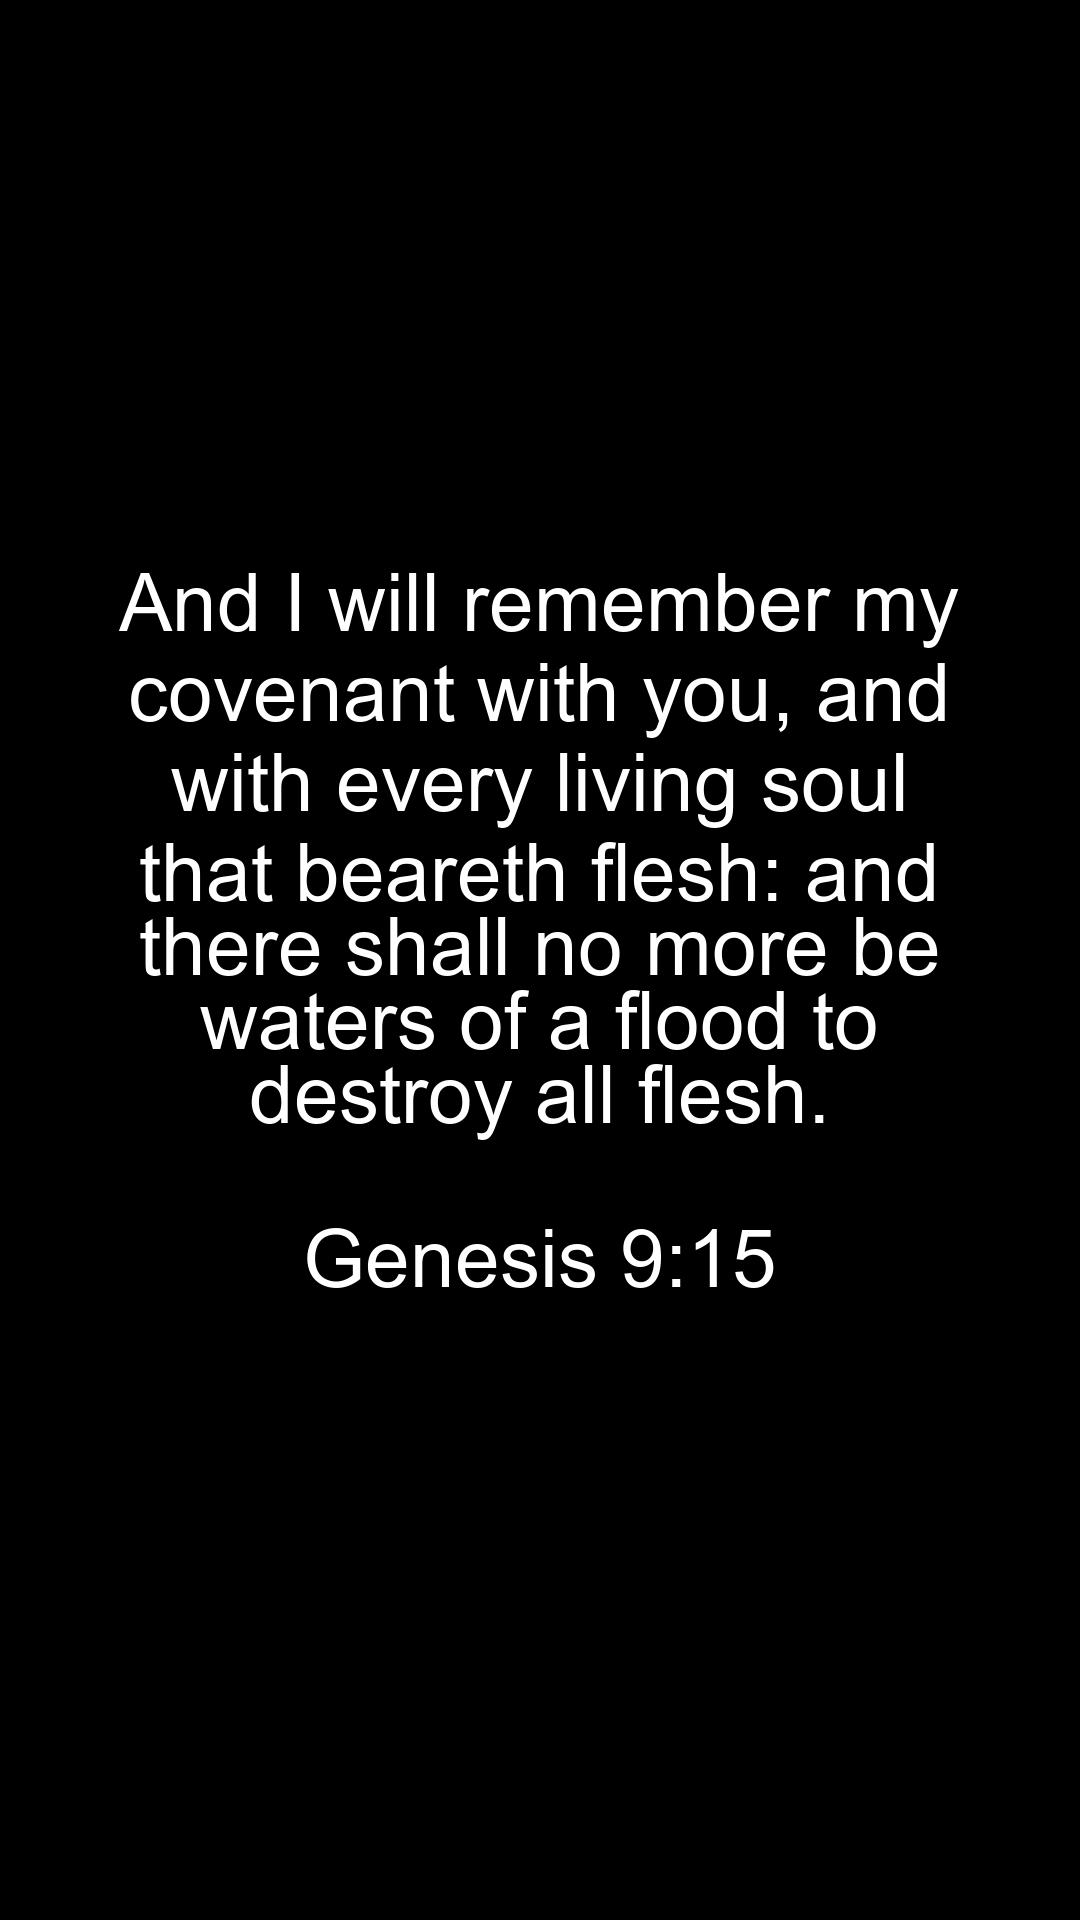 And I will remember my
covenant with you, and
with every living soul
that beareth flesh: and
there shall no more be
waters of a flood to
destroy all flesh.
Genesis 9:15